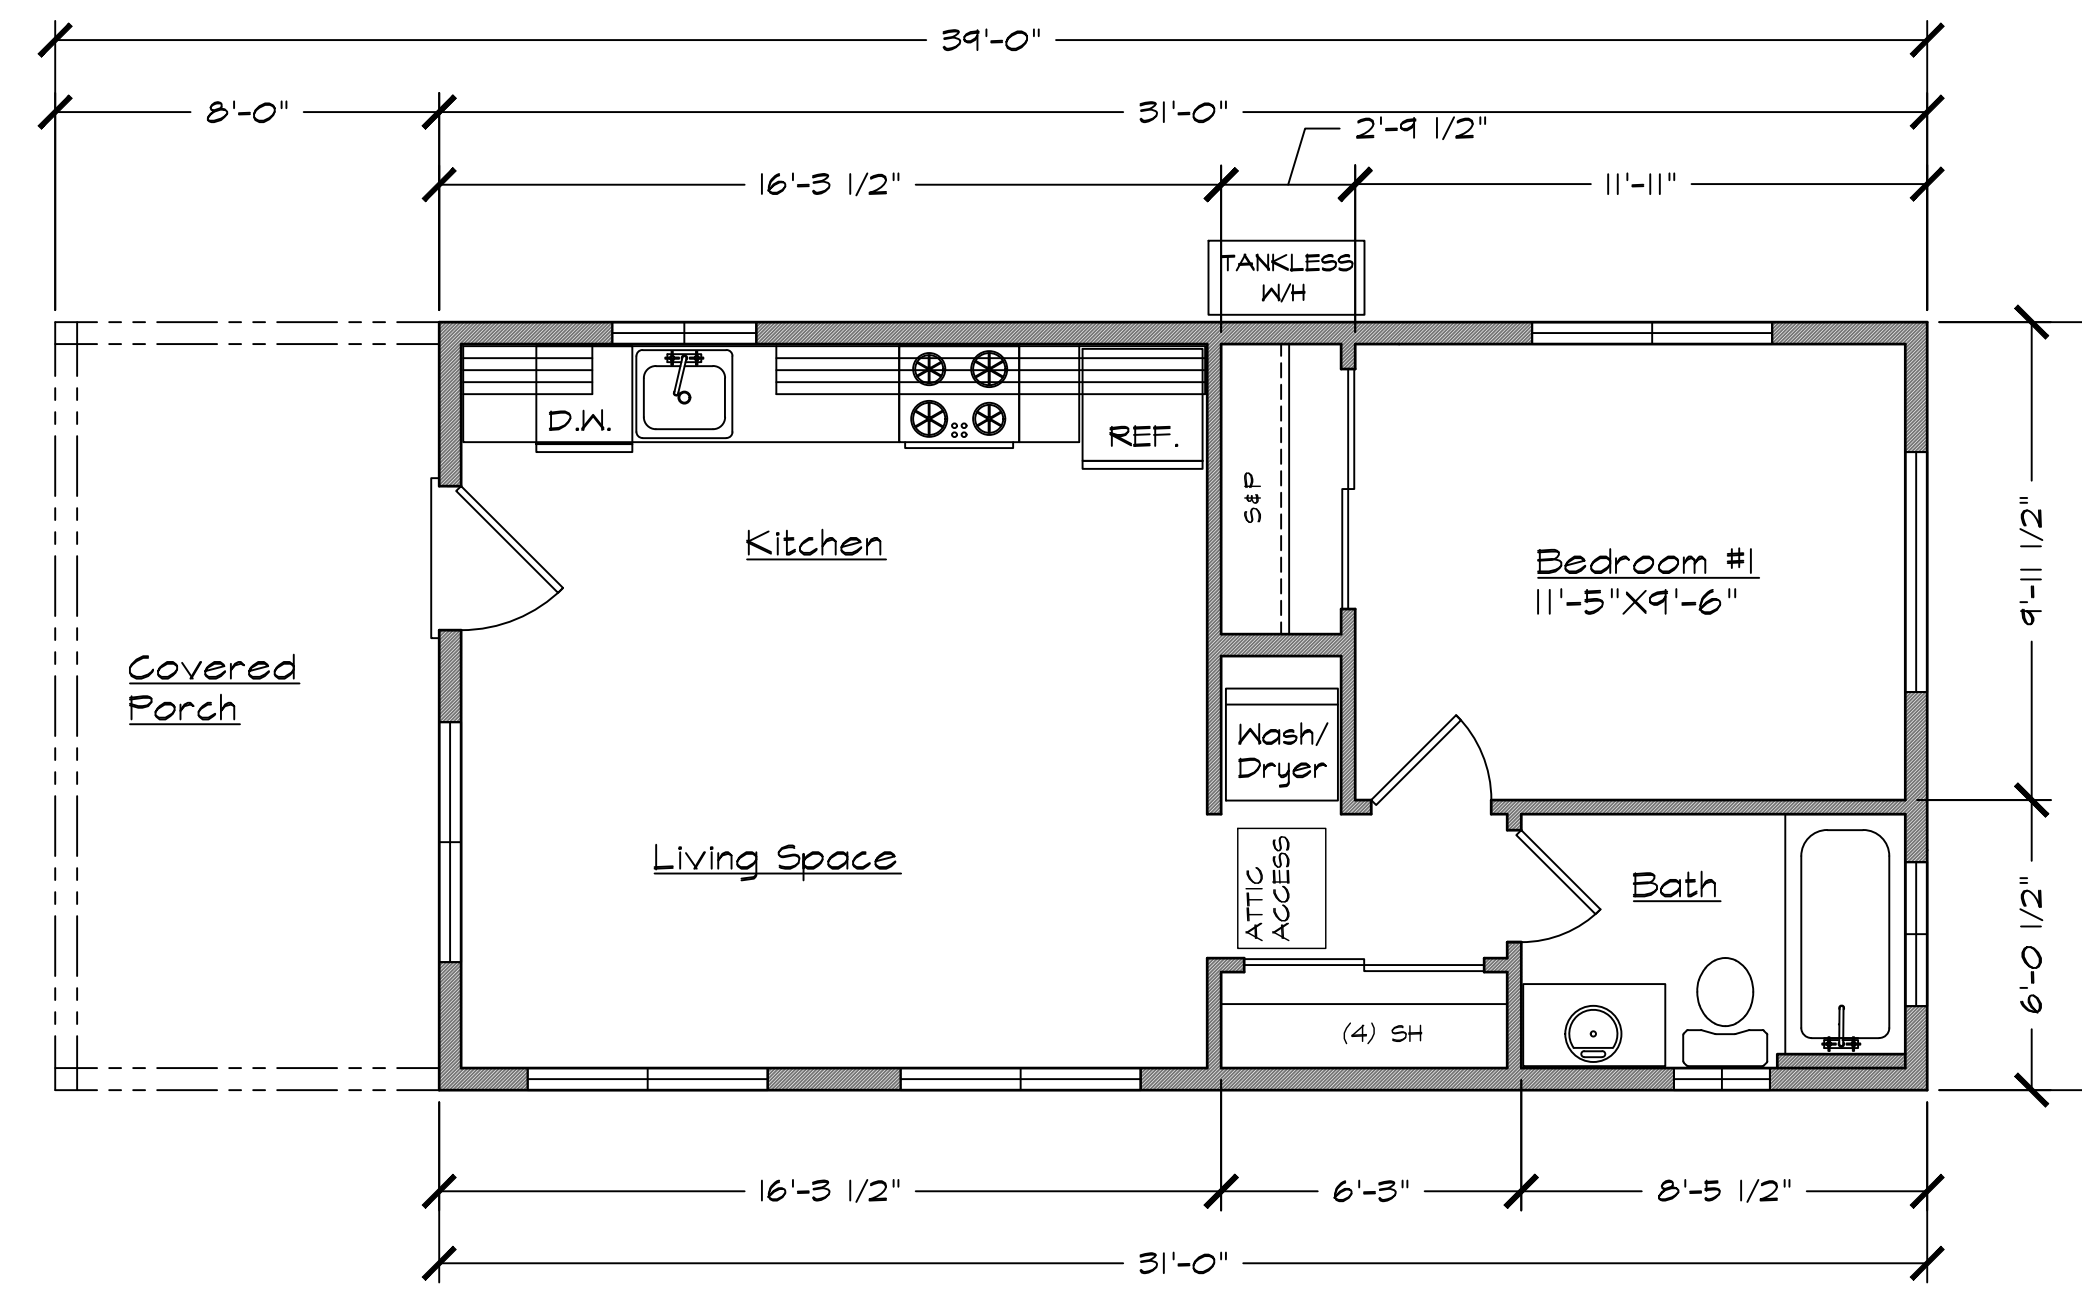 39'-0"
8'-0"
31'-0"
2'-9 1/2"
16'-3 1/2"
11'-11"
TANKLESS
W/H
D.W.
REF.
S&P
Kitchen
Bedroom #1
11'-5"X9'-6"
9'-11 1/2"
Covered
Porch
Wash/
Dryer
Living Space
ATTIC
ACCESS
Bath
6'-0 1/2"
(4) SH
16'-3 1/2"
6'-3"
8'-5 1/2"
31'-0"